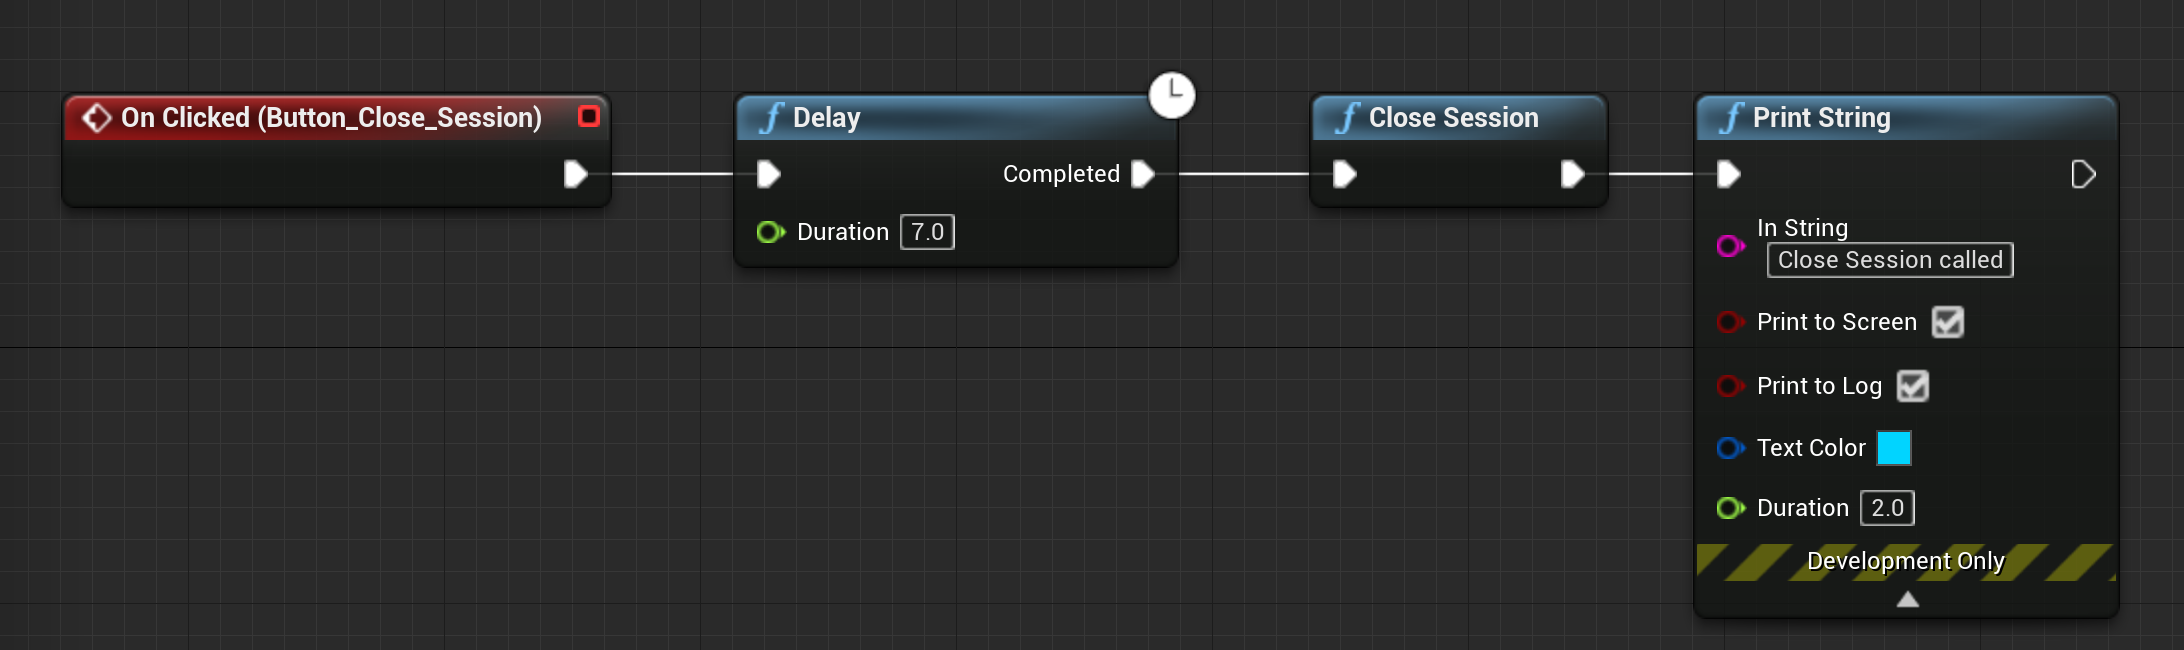 On Clicked (Button_Close_Session)
f Delay
Completed
Duration 7.0
f Close Session
f Print String
In String
Close Session called
Print to Screen
Print to Log
Text Color
Duration 2.0
Development Only